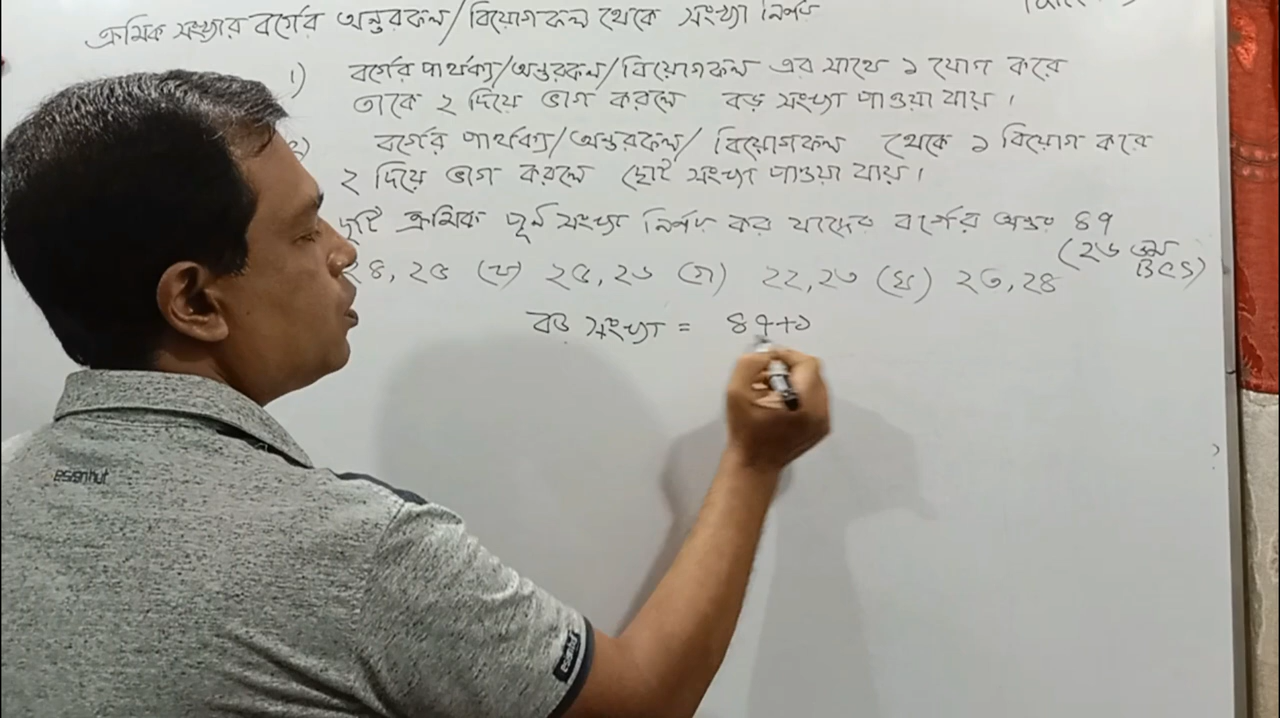 ক্রমিক সংখ্যার বর্গের অন্তরফল/বিয়োগফল থেকে সংখ্যা নির্ণয়
১) বর্গের পার্থক্য/অন্তরফল/বিয়োগফল এর সাথে ১ যোগ করে
তাকে ২ দিয়ে ভাগ করলে বড় সংখ্যা পাওয়া যায়।
বর্গের পার্থক্য/অন্তরফল/বিয়োগফল থেকে ১ বিয়োগ করে
২ দিয়ে ভাগ করলে ছোট সংখ্যা পাওয়া যায়।
দুটি ক্রমিক পূর্ন সংখ্যা নির্ণয় কর যাদের বর্গের অন্তর ৪৭
(২৬ তম BCS)
২৪, ২৫ (খ) ২৫, ২৬ (গ) ২২, ২৩ (ঘ) ২৩, ২৪
বড় সংখ্যা = ৪৭+১
esenhut
esenhut